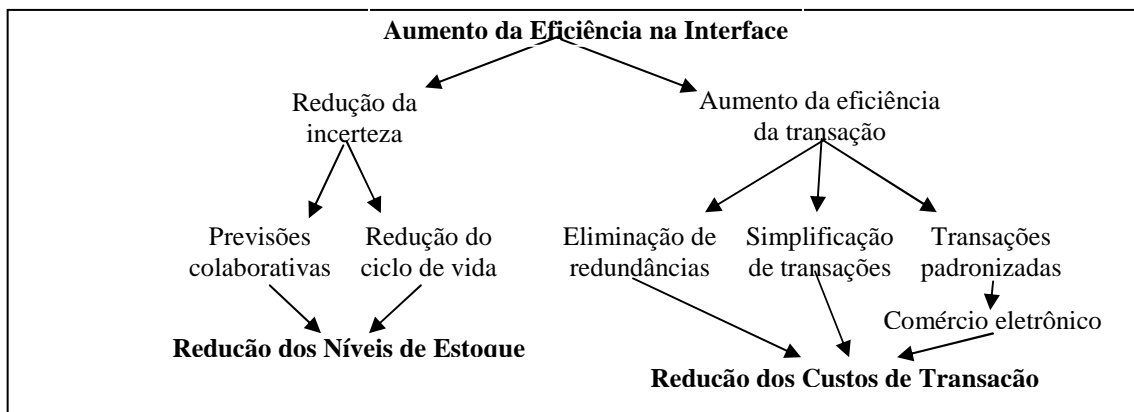 Aumento da Eficiência na Interface
Redução da
incerteza
Aumento da eficiência
da transação
Previsões
colaborativas
Redução do
ciclo de vida
Eliminação de
redundâncias
Simplificação
de transações
Transações
padronizadas
Comércio eletrônico
Redução dos Níveis de Estoque
Redução dos Custos de Transação